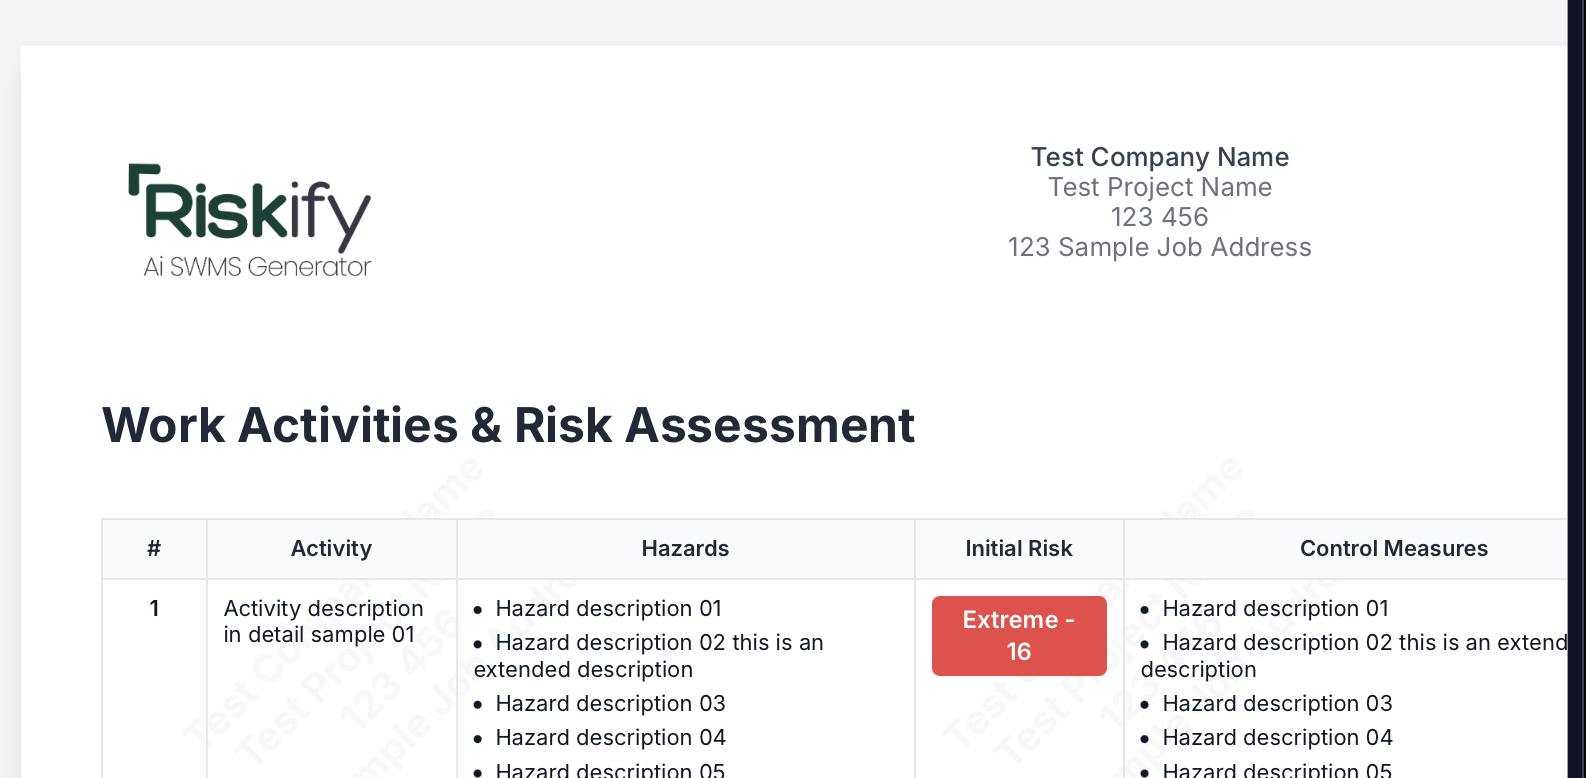 Riskify
Ai SWMS Generator
Test Company Name
Test Project Name
123 456
123 Sample Job Address
Work Activities & Risk Assessment
# Activity Hazards Initial Risk Control Measures
1
Activity description
in detail sample 01
• Hazard description 01
• Hazard description 02 this is an
extended description
• Hazard description 03
• Hazard description 04
• Hazard description 05
Extreme -
16
• Hazard description 01
• Hazard description 02 this is an extend
description
• Hazard description 03
• Hazard description 04
• Hazard description 05